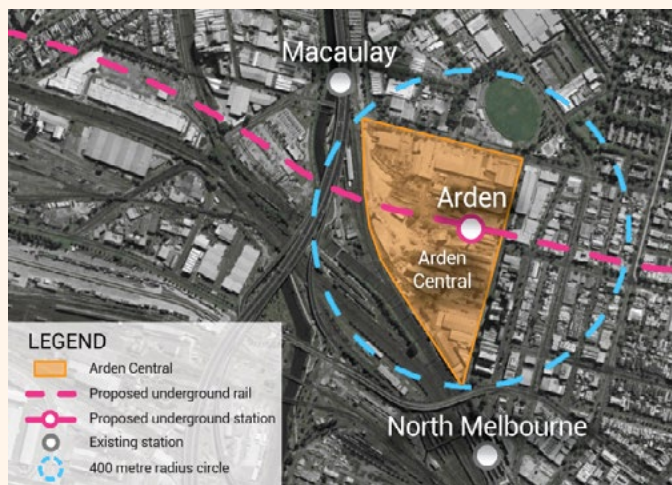 Macaulay
Arden
Arden
Central
LEGEND
Arden Central
Proposed underground rail
Proposed underground station
Existing station
400 metre radius circle
North Melbourne